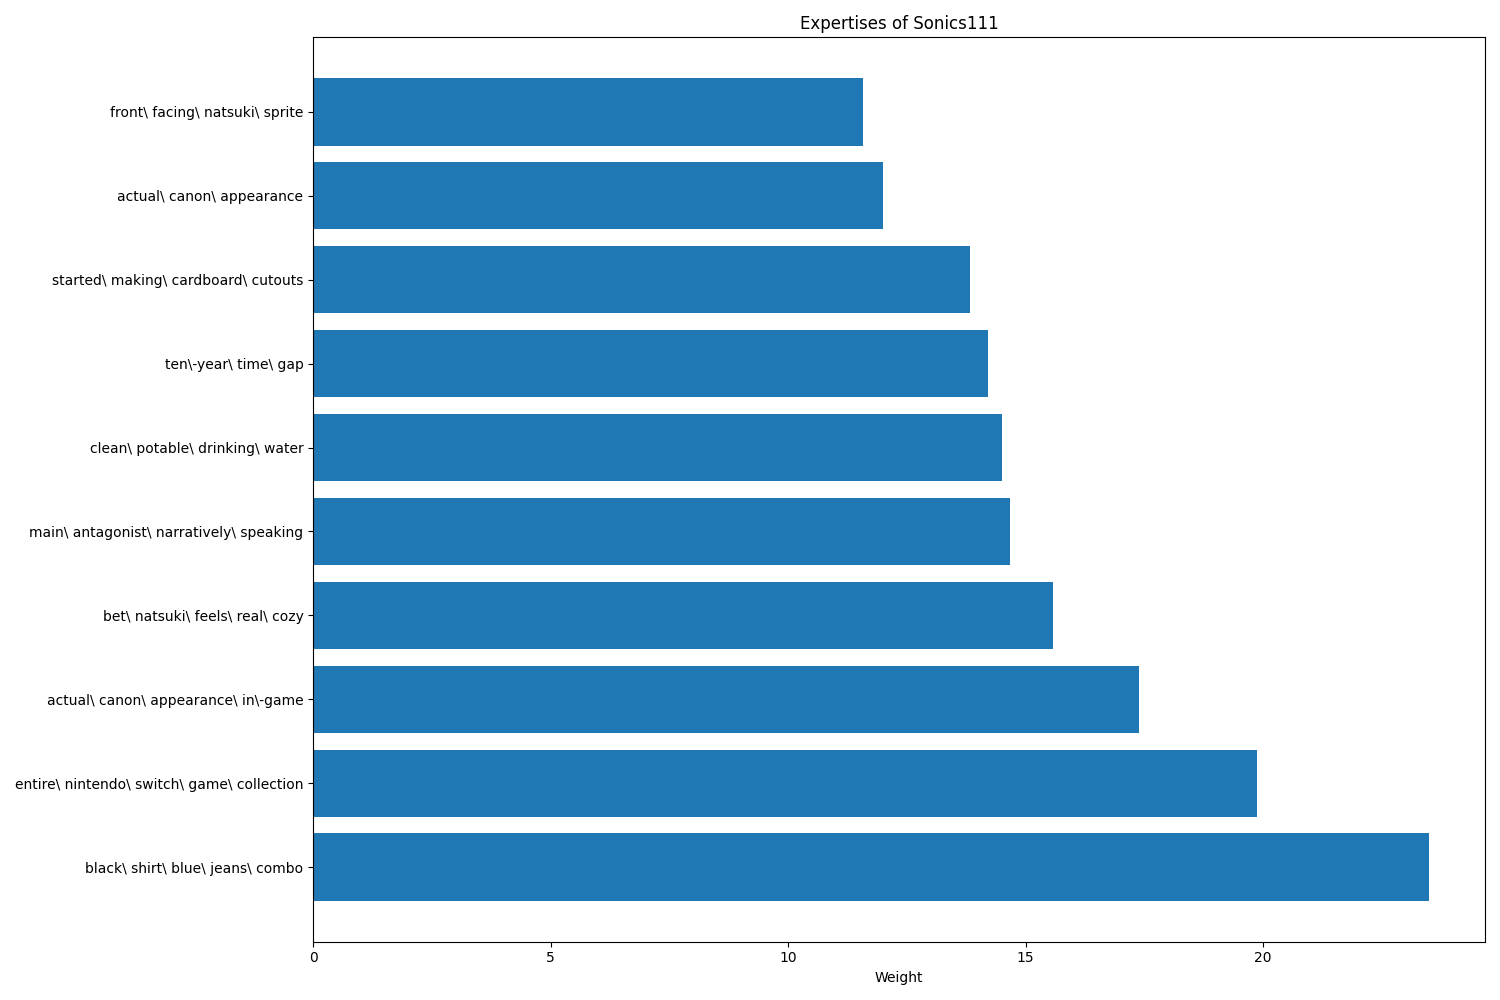 Expertises of Sonics111
front\ facing\ natsuki\ sprite
actual\ canon\ appearance
started\ making\ cardboard\ cutouts
ten\-year\ time\ gap
clean\ potable\ drinking\ water
main\ antagonist\ narratively\ speaking
bet\ natsuki\ feels\ real\ cozy
actual\ canon\ appearance\ in\-game
entire\ nintendo\ switch\ game\ collection
black\ shirt\ blue\ jeans\ combo
0 5 10 15 20
Weight